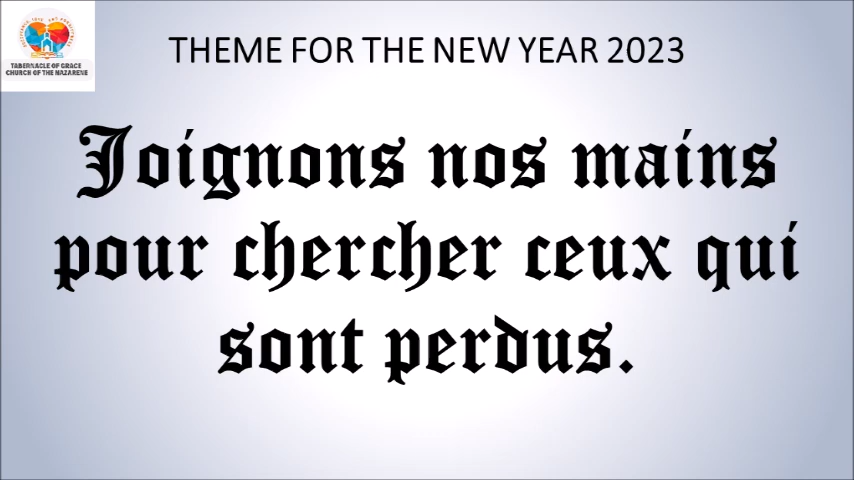 TABERNACLE OF GRACE
CHURCH OF THE NAZARENE
THEME FOR THE NEW YEAR 2023
Joignons nos mains
pour chercher ceux qui
sont perdus.